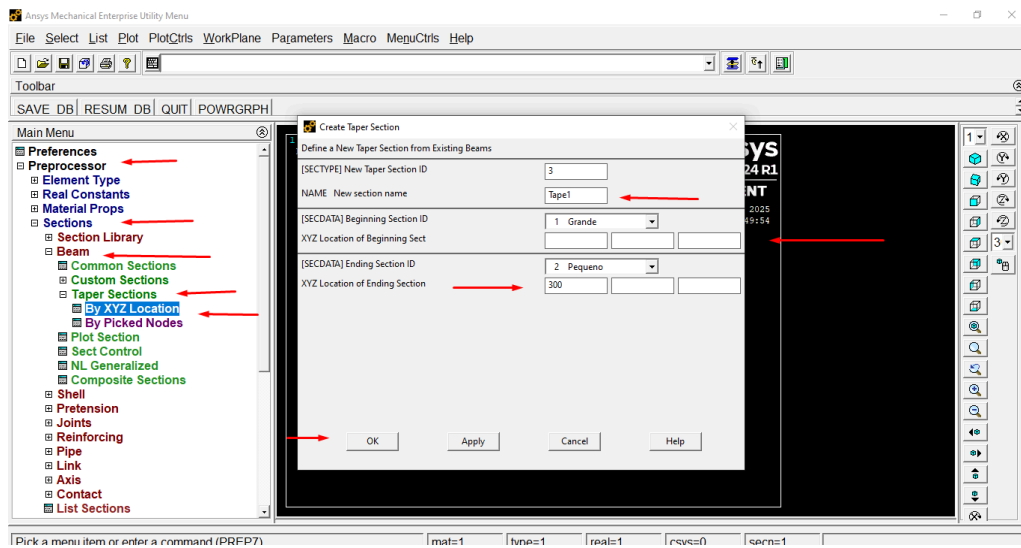 Ansys Mechanical Enterprise Utility Menu
File Select List Plot PlotCtrls WorkPlane Parameters Macro MenuCtrls Help
Toolbar
SAVE_DB RESUM_DB QUIT POWRGRPH
Main Menu
Preferences
Preprocessor
Element Type
Real Constants
Material Props
Sections
Section Library
Beam
Common Sections
Custom Sections
Taper Sections
By XYZ Location
By Picked Nodes
Plot Section
Sect Control
NL Generalized
Composite Sections
Shell
Pretension
Joints
Reinforcing
Pipe
Link
Axis
Contact
List Sections
1
Create Taper Section
Define a New Taper Section from Existing Beams
[SECTYPE] New Taper Section ID 3
NAME New section name Tape1
[SECDATA] Beginning Section ID 1 Grande
XYZ Location of Beginning Sect
[SECDATA] Ending Section ID 2 Pequeno
XYZ Location of Ending Section 300
OK Apply Cancel Help
sys
24 R1
NT
2025
49:54
1
3
Pick a menu item or enter a command (PREP7)
mat=1 type=1 real=1 csys=0 secn=1